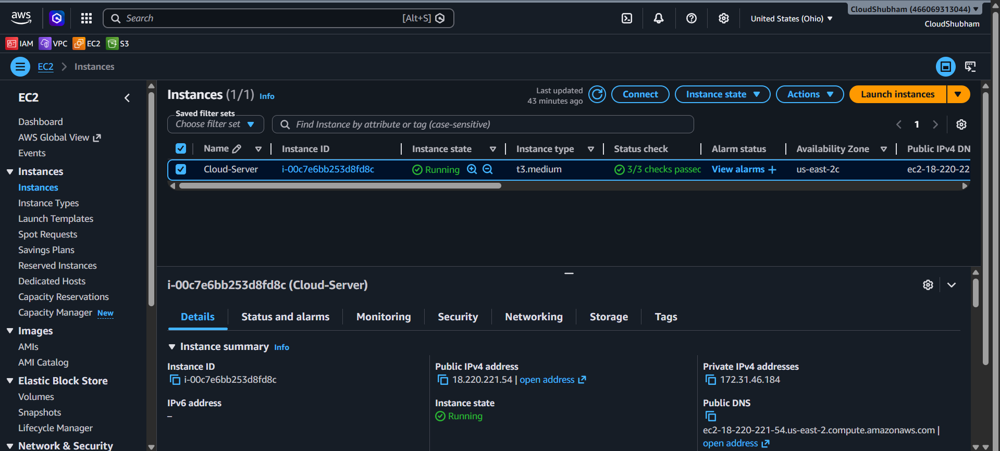 aws
Search [Alt+S]
United States (Ohio)
CloudShubham (466069313044)
CloudShubham
IAM VPC EC2 S3
EC2 Instances
EC2
Dashboard
AWS Global View
Events
Instances
Instances
Instance Types
Launch Templates
Spot Requests
Savings Plans
Reserved Instances
Dedicated Hosts
Capacity Reservations
Capacity Manager New
Images
AMIs
AMI Catalog
Elastic Block Store
Volumes
Snapshots
Lifecycle Manager
Network & Security
Instances (1/1) Info
Last updated
43 minutes ago
Connect Instance state Actions Launch instances
Saved filter sets
Choose filter set
Find Instance by attribute or tag (case-sensitive)
1
Name Instance ID Instance state Instance type Status check Alarm status Availability Zone Public IPv4 DN
Cloud-Server i-00c7e6bb253d8fd8c Running t3.medium 3/3 checks passec View alarms us-east-2c ec2-18-220-22
i-00c7e6bb253d8fd8c (Cloud-Server)
Details Status and alarms Monitoring Security Networking Storage Tags
Instance summary Info
Instance ID
i-00c7e6bb253d8fd8c
Public IPv4 address
18.220.221.54 | open address
Private IPv4 addresses
172.31.46.184
IPv6 address
–
Instance state
Running
Public DNS
ec2-18-220-221-54.us-east-2.compute.amazonaws.com |
open address